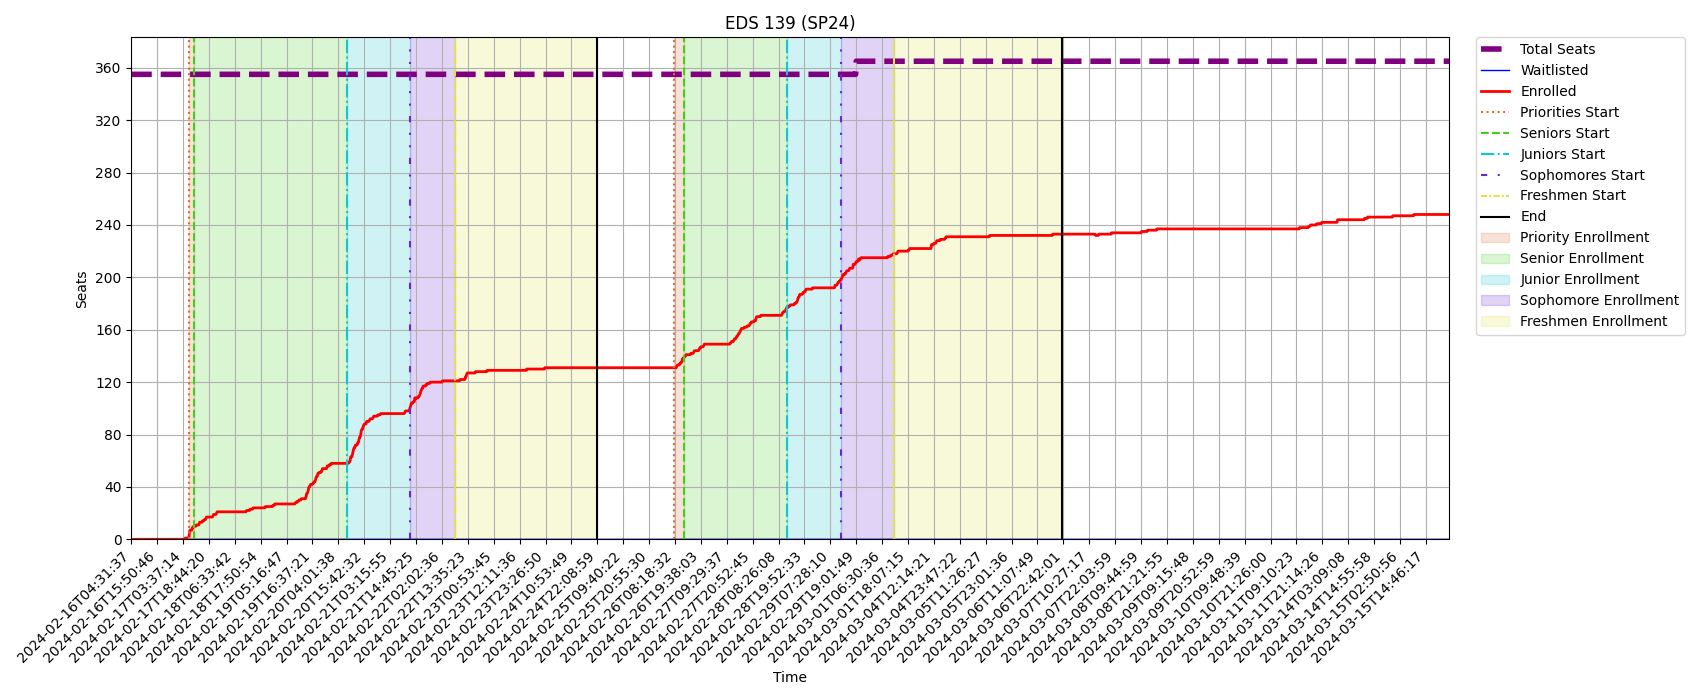 EDS 139 (SP24)
Seats
360
320
280
240
200
160
120
80
40
0
2024-02-16T04:31:37
2024-02-16T15:50:46
2024-02-17T03:37:14
2024-02-17T18:44:20
2024-02-18T06:33:42
2024-02-18T17:50:54
2024-02-19T05:16:47
2024-02-19T16:37:21
2024-02-20T04:01:38
2024-02-20T15:42:32
2024-02-21T03:15:55
2024-02-21T14:45:25
2024-02-22T02:02:36
2024-02-22T13:35:23
2024-02-23T00:53:45
2024-02-23T12:11:36
2024-02-23T23:26:50
2024-02-24T10:53:49
2024-02-24T22:08:59
2024-02-25T09:40:22
2024-02-25T20:55:30
2024-02-26T08:18:32
2024-02-26T19:38:03
2024-02-27T09:29:37
2024-02-27T20:52:45
2024-02-28T08:26:08
2024-02-28T19:52:33
2024-02-29T07:28:10
2024-02-29T19:01:49
2024-03-01T06:30:36
2024-03-01T18:07:15
2024-03-04T12:14:21
2024-03-04T23:47:22
2024-03-05T11:26:27
2024-03-05T23:01:36
2024-03-06T11:07:49
2024-03-06T22:42:01
2024-03-07T10:27:17
2024-03-07T22:03:59
2024-03-08T09:44:59
2024-03-08T21:21:55
2024-03-09T09:15:48
2024-03-09T20:52:59
2024-03-10T09:48:39
2024-03-10T21:26:00
2024-03-11T09:10:23
2024-03-11T21:14:26
2024-03-14T03:09:08
2024-03-14T14:55:58
2024-03-15T02:50:56
2024-03-15T14:46:17
Time
Total Seats
Waitlisted
Enrolled
Priorities Start
Seniors Start
Juniors Start
Sophomores Start
Freshmen Start
End
Priority Enrollment
Senior Enrollment
Junior Enrollment
Sophomore Enrollment
Freshmen Enrollment